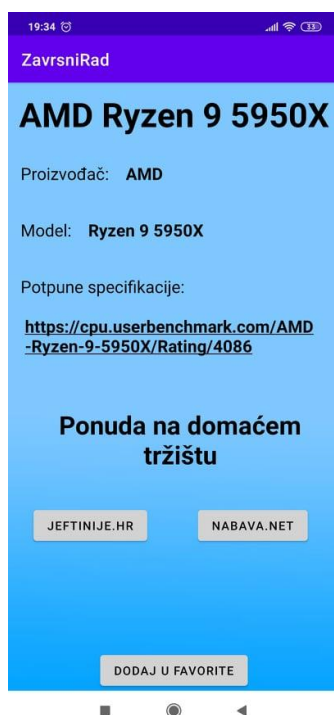 19:34
33
ZavrsniRad
AMD Ryzen 9 5950X
Proizvođač: AMD
Model: Ryzen 9 5950X
Potpune specifikacije:
https://cpu.userbenchmark.com/AMD
-Ryzen-9-5950X/Rating/4086
Ponuda na domaćem
tržištu
JEFTINIJE.HR
NABAVA.NET
DODAJ U FAVORITE